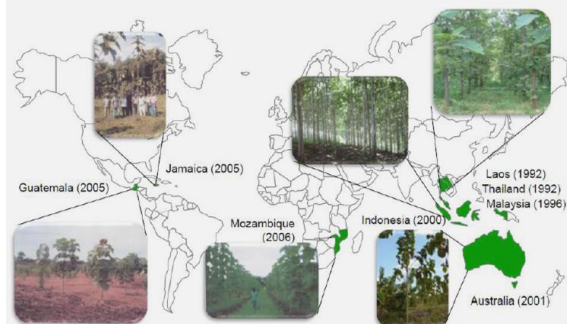 Jamaica (2005)
Guatemala (2005)
Laos (1992)
Thailand (1992)
Malaysia (1996)
Mozambique
(2006)
Indonesia (2000)
Australia (2001)